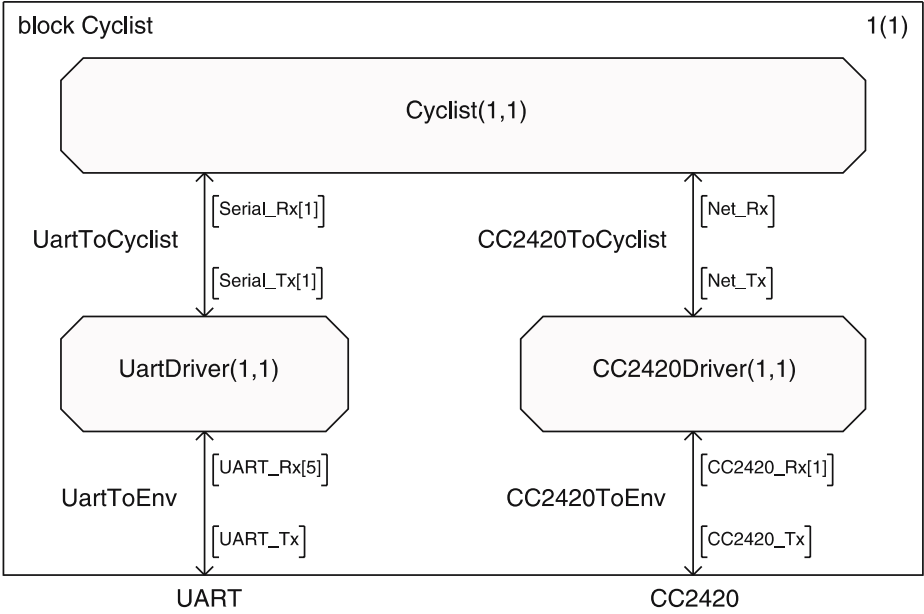 block Cyclist 1(1)
Cyclist(1,1)
[Serial_Rx[1]] [Net_Rx]
UartToCyclist CC2420ToCyclist
[Serial_Tx[1]] [Net_Tx]
UartDriver(1,1) CC2420Driver(1,1)
[UART_Rx[5]] [CC2420_Rx[1]]
UartToEnv CC2420ToEnv
[UART_Tx] [CC2420_Tx]
UART CC2420